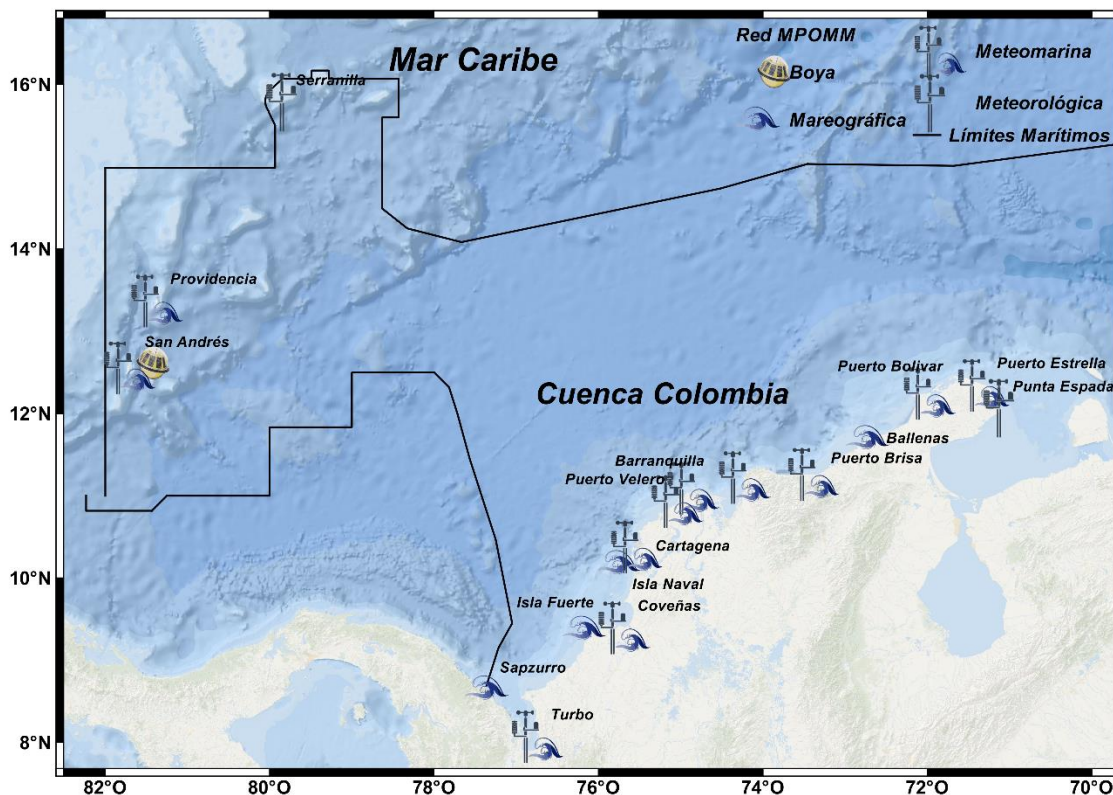 Mar Caribe
Red MPOMM
Boya
Mareográfica
Meteomarina
Meteorológica
Límites Marítimos
16°N
14°N
12°N
10°N
8°N
Serranilla
Providencia
San Andrés
Cuenca Colombia
Puerto Bolivar
Puerto Estrella
Punta Espada
Ballenas
Puerto Brisa
Barranquilla
Puerto Velero
Cartagena
Isla Naval
Isla Fuerte
Coveñas
Sapzurro
Turbo
82°O
80°O
78°O
76°O
74°O
72°O
70°O